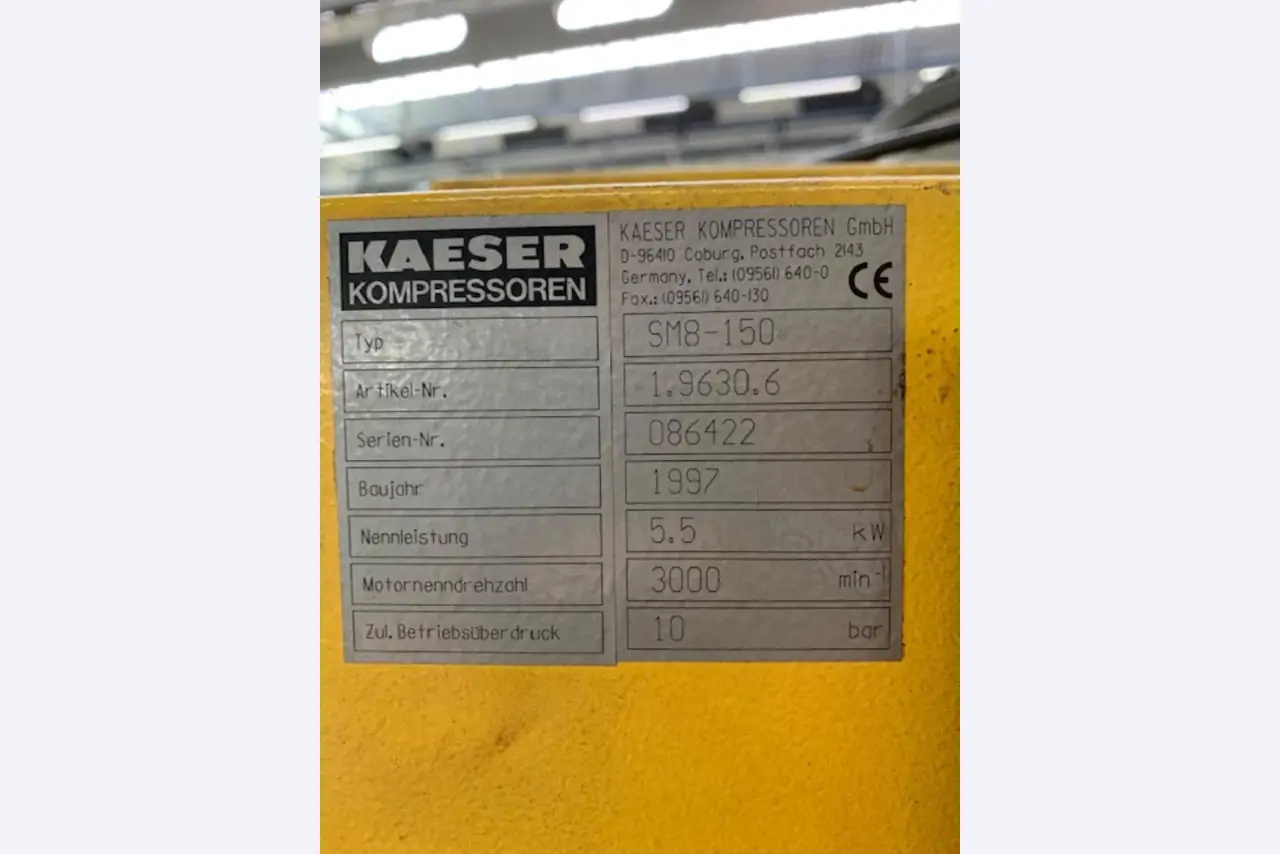 KAESER
KOMPRESSOREN
KAESER KOMPRESSOREN GmbH
D-96410 Coburg, Postfach 2143
Germany, Tel.: (09561) 640-0
Fax.: (09561) 640-130
CE
Typ SM8-150
Artikel-Nr. 1.9630.6
Serien-Nr. 086422
Baujahr 1997
Nennleistung 5.5 kW
Motornenndrehzahl 3000 min⁻¹
Zul. Betriebsüberdruck 10 bar